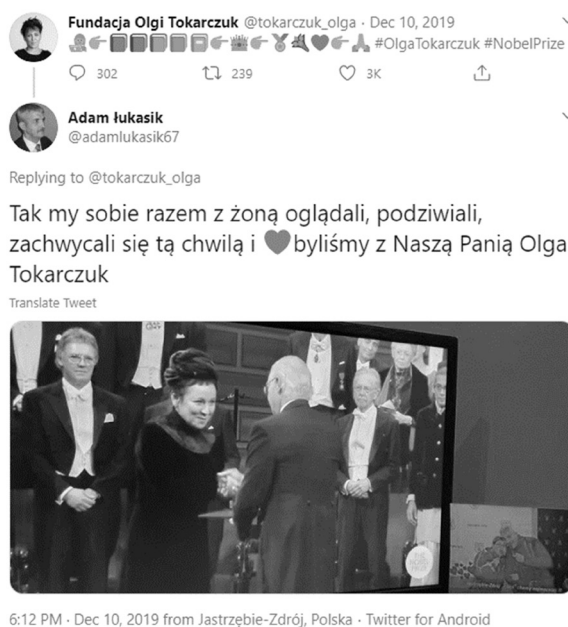 Fundacja Olgi Tokarczuk @tokarczuk_olga · Dec 10, 2019
#OlgaTokarczuk #NobelPrize
302 239 3K
Adam łukasik
@adamlukasik67
Replying to @tokarczuk_olga
Tak my sobie razem z żoną oglądali, podziwiali,
zachwycali się tą chwilą i byliśmy z Naszą Panią Olga
Tokarczuk
Translate Tweet
6:12 PM · Dec 10, 2019 from Jastrzębie-Zdrój, Polska · Twitter for Android